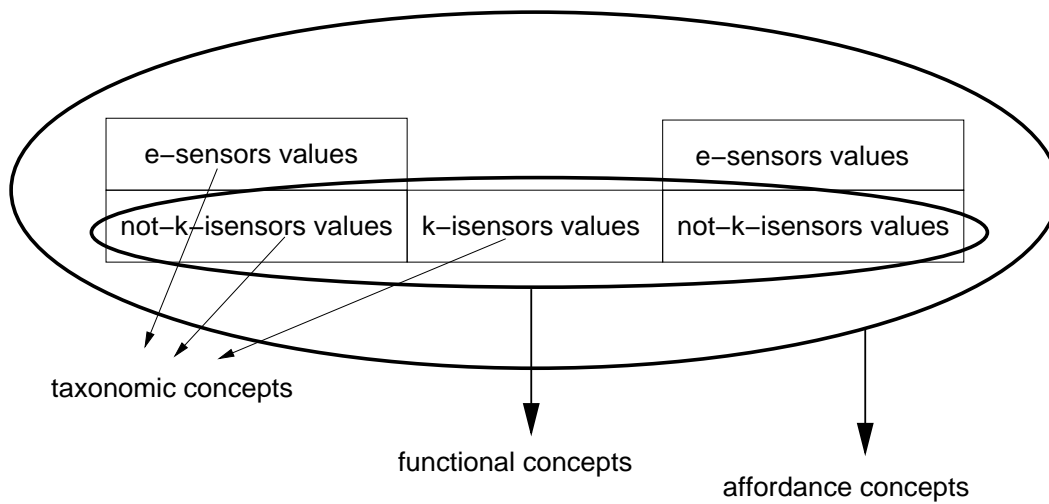 e−sensors values
e−sensors values
not−k−isensors values
k−isensors values
not−k−isensors values
taxonomic concepts
functional concepts
affordance concepts